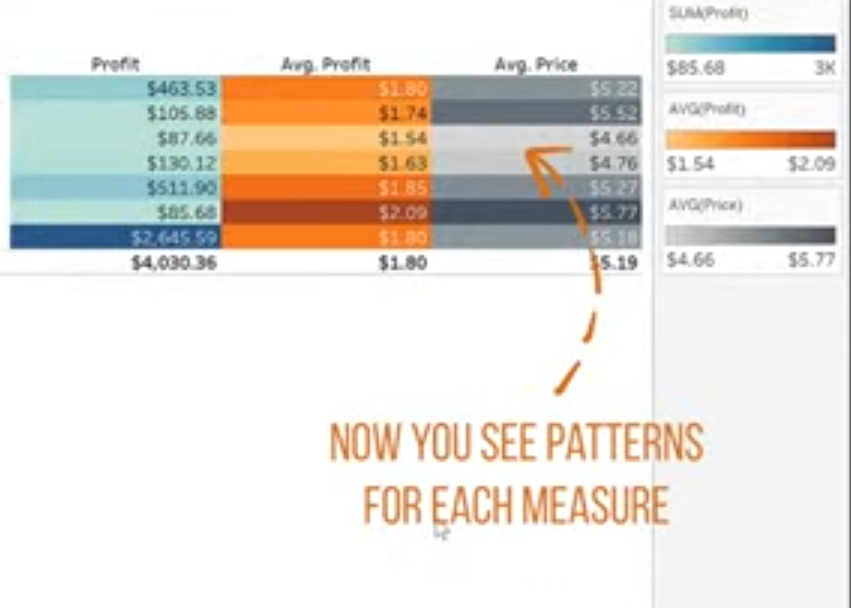 Profit Avg. Profit Avg. Price
$463.53 $1.80 $5.22
$105.88 $1.74 $5.52
$87.66 $1.54 $4.66
$130.12 $1.63 $4.76
$511.90 $1.85 $5.27
$85.68 $2.09 $5.77
$2,645.59 $1.80 $5.18
$4,030.36 $1.80 $5.19
SUM(Profit)
$85.68 3K
AVG(Profit)
$1.54 $2.09
AVG(Price)
$4.66 $5.77
NOW YOU SEE PATTERNS
FOR EACH MEASURE